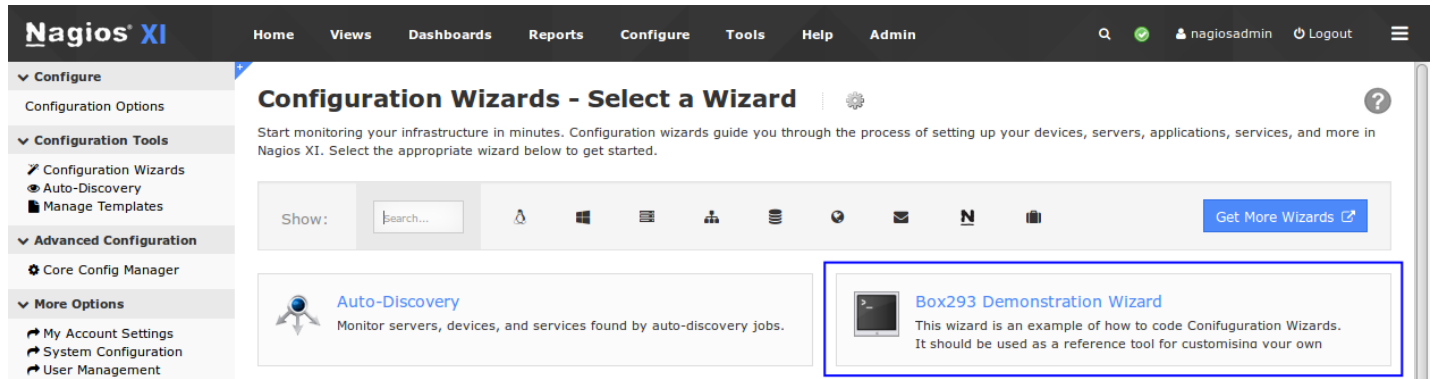 Nagios® XI
Home Views Dashboards Reports Configure Tools Help Admin
nagiosadmin Logout
Configure
Configuration Options
Configuration Tools
Configuration Wizards
Auto-Discovery
Manage Templates
Advanced Configuration
Core Config Manager
More Options
My Account Settings
System Configuration
User Management
Configuration Wizards - Select a Wizard
Start monitoring your infrastructure in minutes. Configuration wizards guide you through the process of setting up your devices, servers, applications, services, and more in
Nagios XI. Select the appropriate wizard below to get started.
Show: Search... N Get More Wizards
Auto-Discovery
Monitor servers, devices, and services found by auto-discovery jobs.
Box293 Demonstration Wizard
This wizard is an example of how to code Conifuguration Wizards.
It should be used as a reference tool for customising your own